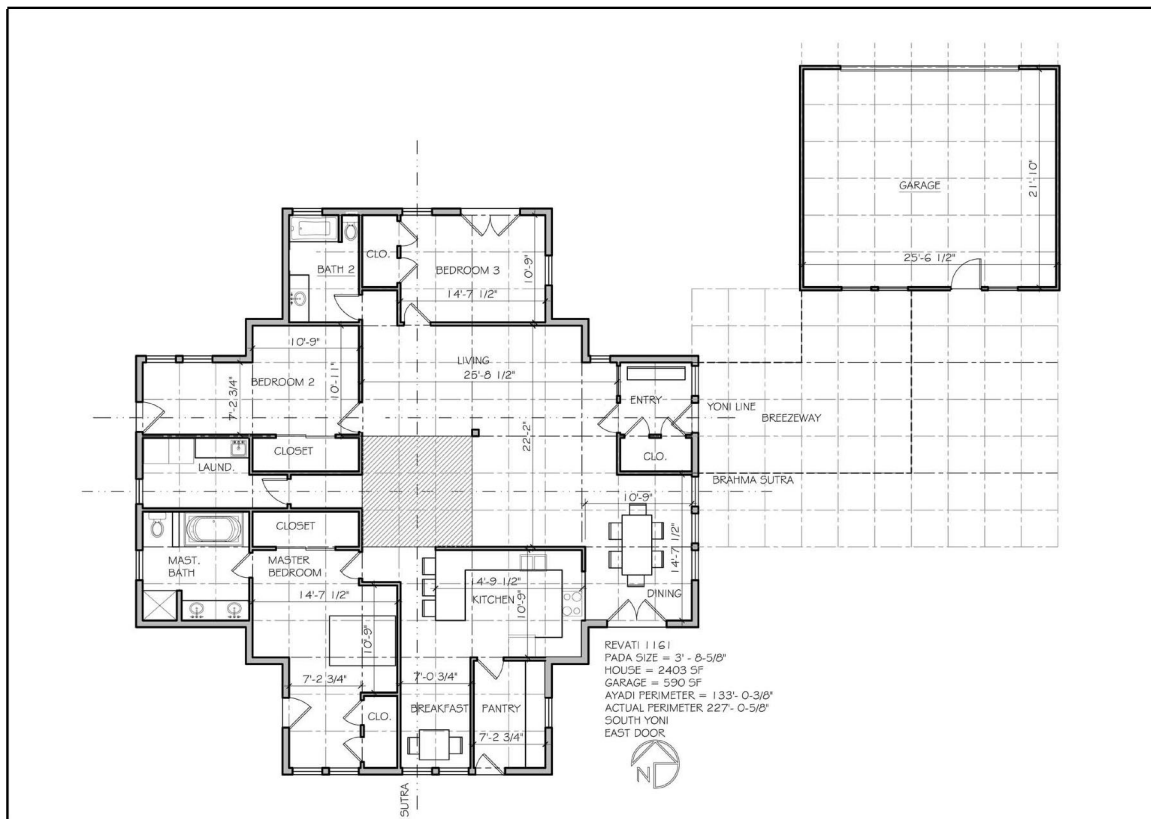 GARAGE
21'-10"
25'-6 1/2"
BATH 2
CLO.
BEDROOM 3
14'-7 1/2"
10'-9"
10'-9"
BEDROOM 2
7'-2 3/4"
10'-11"
LIVING
25'-8 1/2"
22'-2"
ENTRY
CLO.
YONI LINE
BREEZEWAY
BRAHMA SUTRA
CLOSET
LAUND.
CLOSET
MAST.
BATH
MASTER
BEDROOM
14'-7 1/2"
10'-9"
7'-2 3/4"
CLO.
14'-9 1/2"
KITCHEN
10'-9"
10'-9"
14'-7 1/2"
DINING
7'-0 3/4"
BREAKFAST
PANTRY
7'-2 3/4"
SUTRA
REVATI 1161
PADA SIZE = 3' - 8-5/8"
HOUSE = 2403 SF
GARAGE = 590 SF
AYADI PERIMETER = 133'- 0-3/8"
ACTUAL PERIMETER 227'- 0-5/8"
SOUTH YONI
EAST DOOR
N